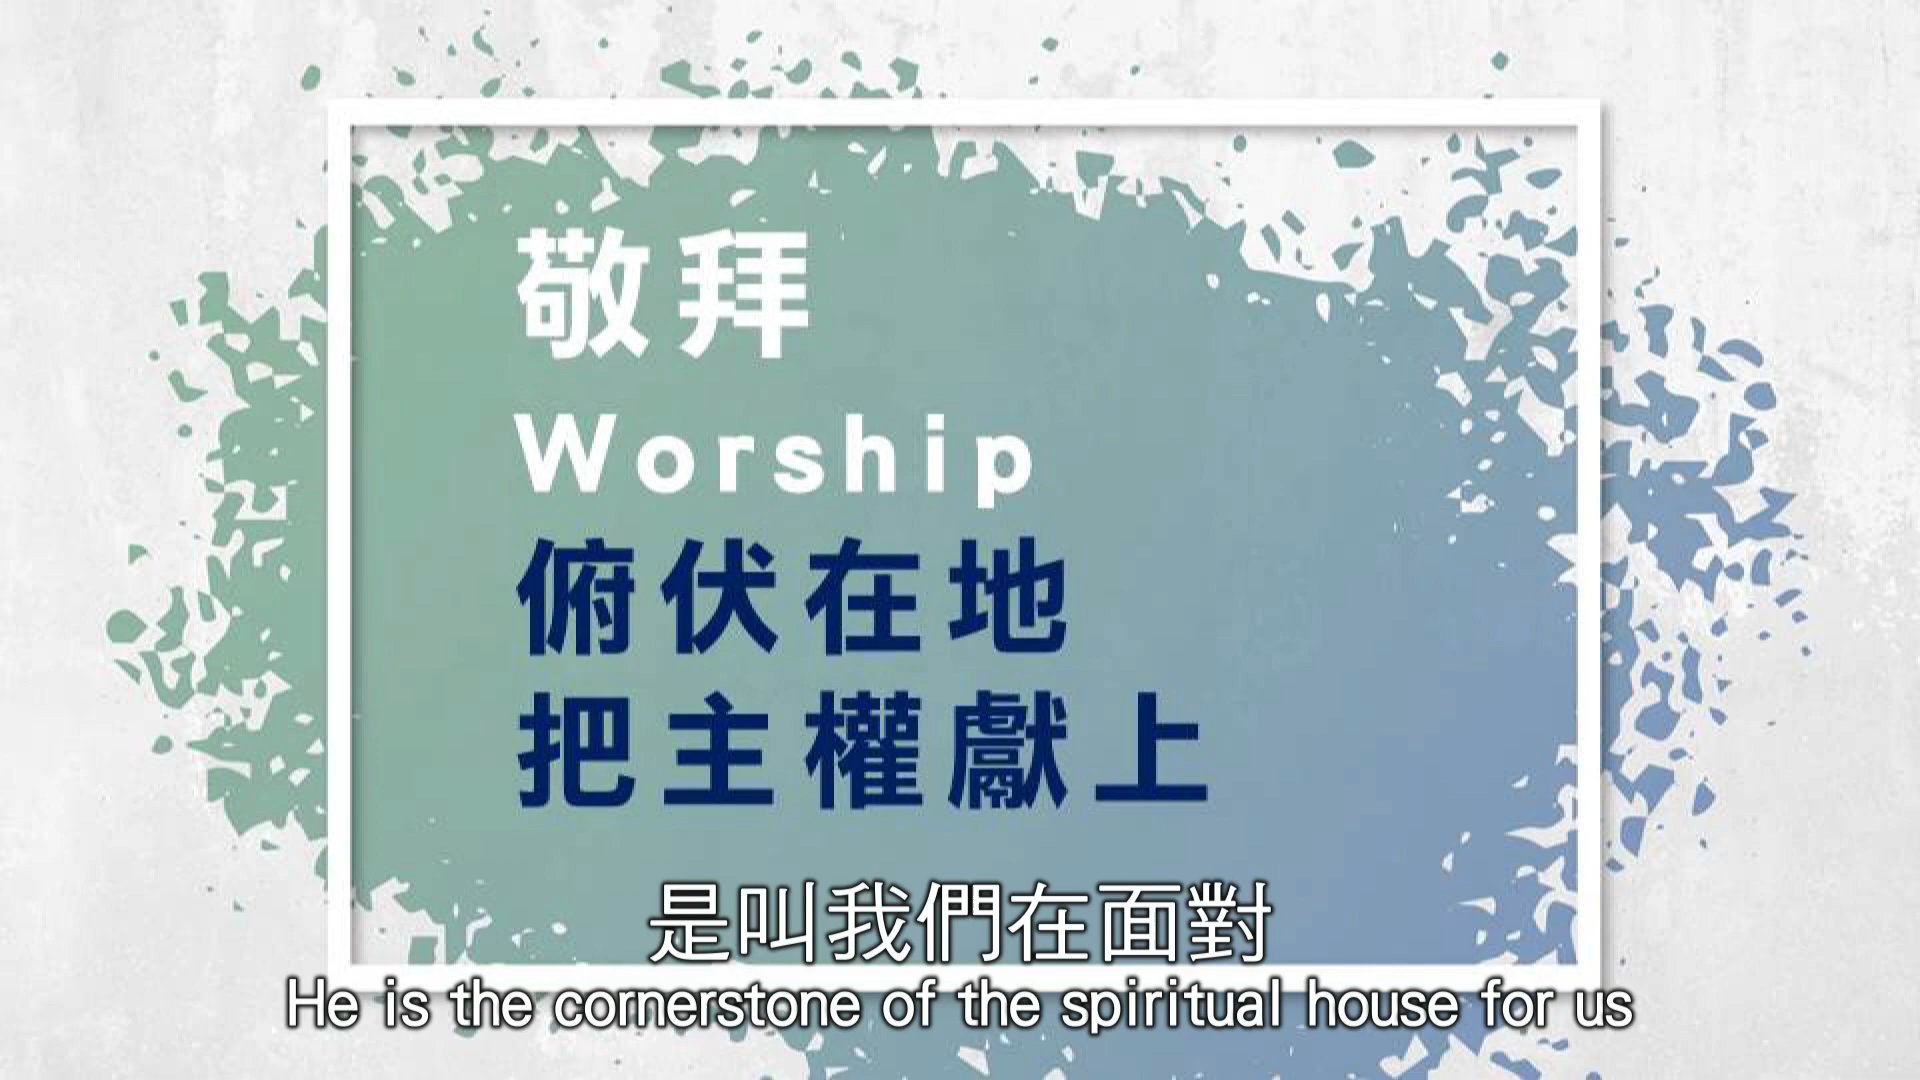 敬拜
Worship
俯伏在地
把主權獻上
是叫我們在面對
He is the cornerstone of the spiritual house for us